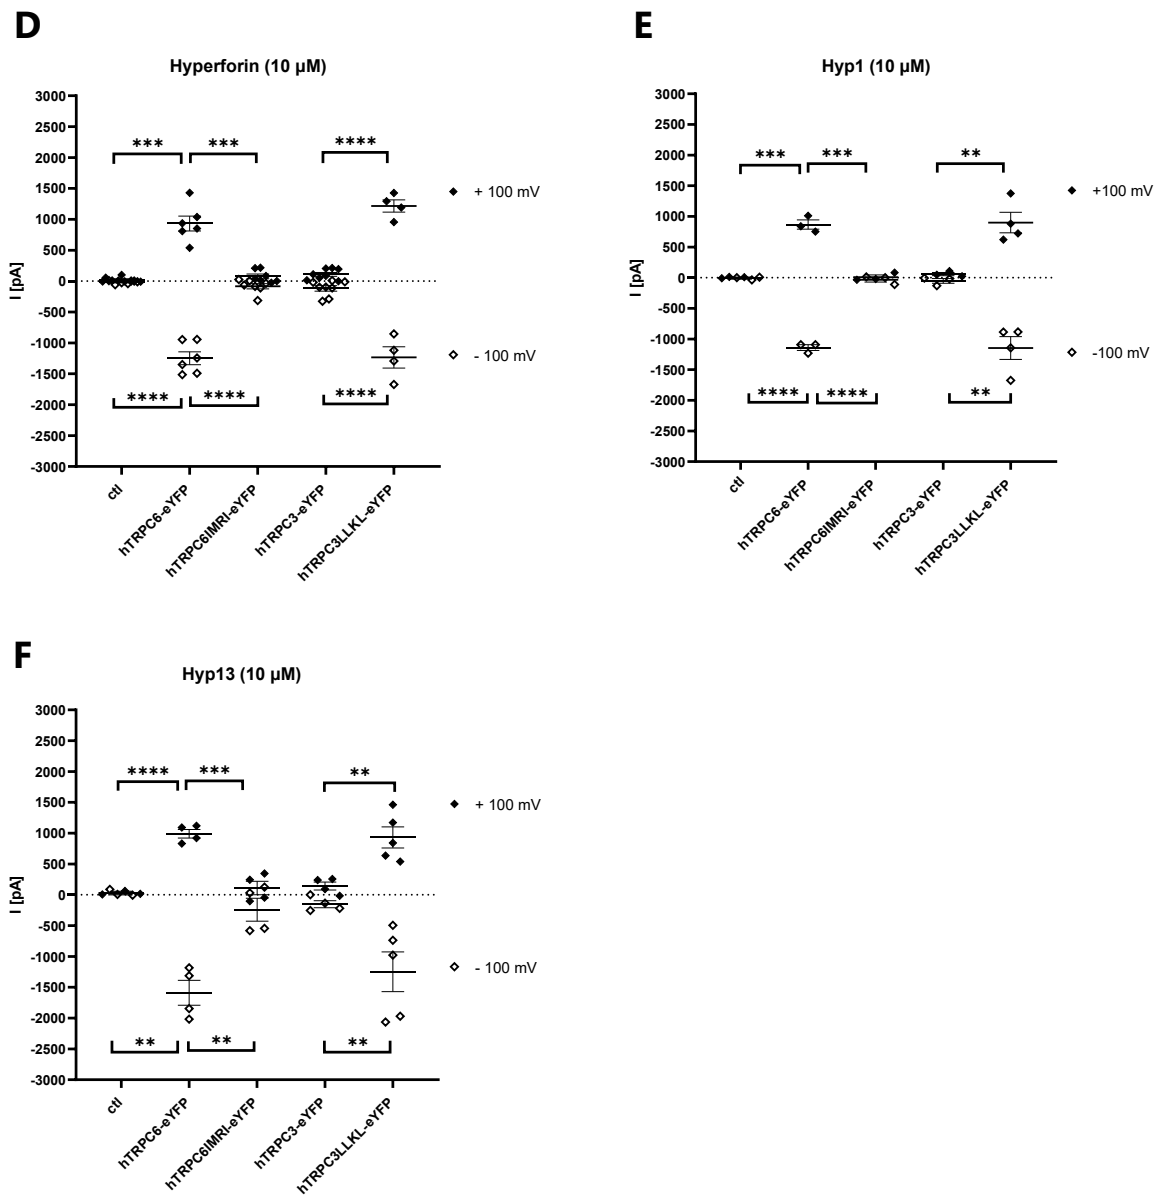 D
Hyperforin (10 µM)
3000
2500
2000
1500
1000
500
0
-500
-1000
-1500
-2000
-2500
-3000
I [pA]
*** *** ****
**** **** ****
+ 100 mV
- 100 mV
ctl
hTRPC6-eYFP
hTRPC6IMRI-eYFP
hTRPC3-eYFP
hTRPC3LLKL-eYFP
E
Hyp1 (10 µM)
3000
2500
2000
1500
1000
500
0
-500
-1000
-1500
-2000
-2500
-3000
I [pA]
*** *** **
**** **** **
+100 mV
-100 mV
ctl
hTRPC6-eYFP
hTRPC6IMRI-eYFP
hTRPC3-eYFP
hTRPC3LLKL-eYFP
F
Hyp13 (10 µM)
3000
2500
2000
1500
1000
500
0
-500
-1000
-1500
-2000
-2500
-3000
I [pA]
**** *** **
** ** **
+ 100 mV
- 100 mV
ctl
hTRPC6-eYFP
hTRPC6IMRI-eYFP
hTRPC3-eYFP
hTRPC3LLKL-eYFP